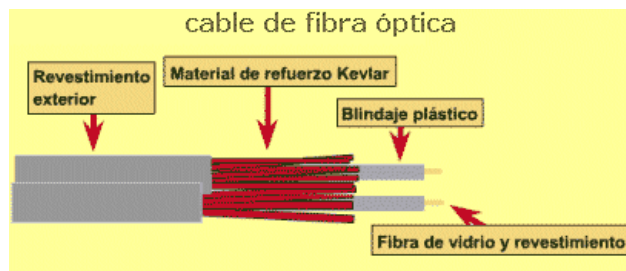 cable de fibra óptica
Revestimiento
exterior
Material de refuerzo Kevlar
Blindaje plástico
Fibra de vidrio y revestimiento